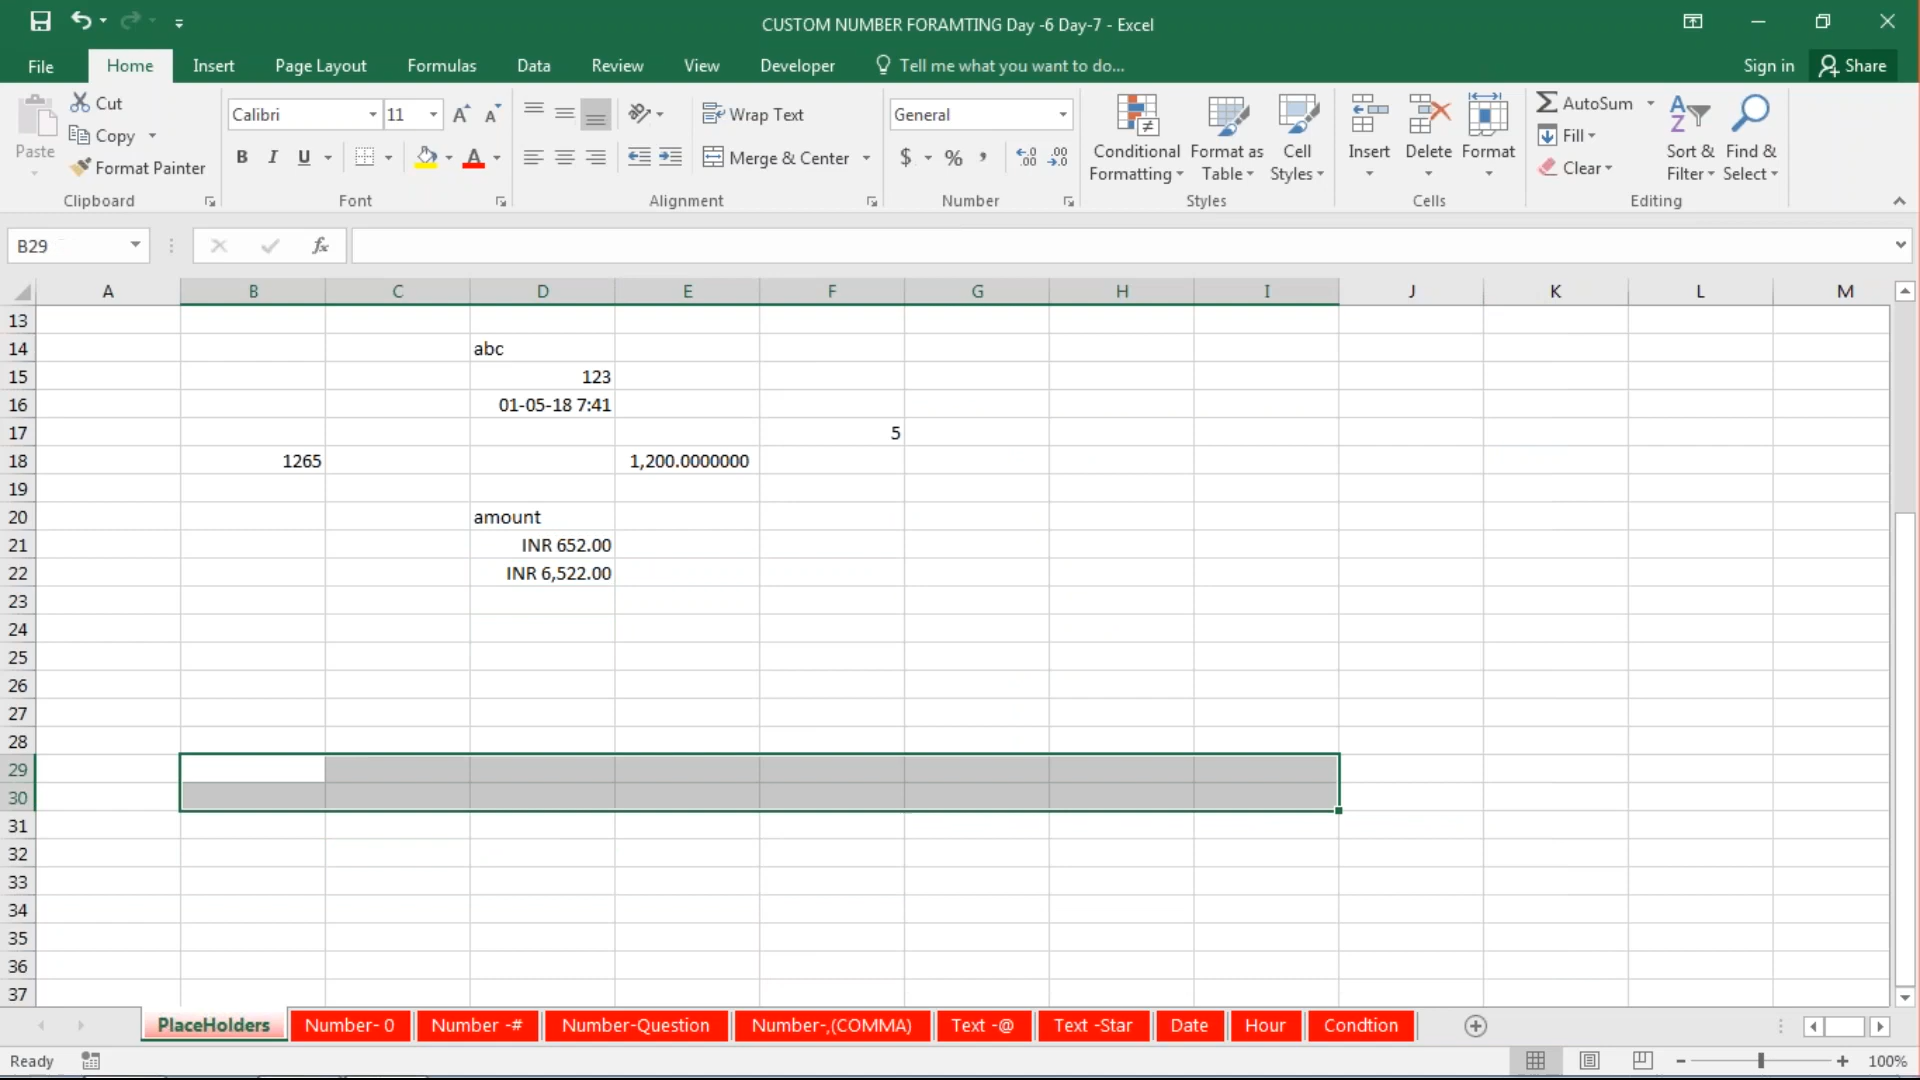 CUSTOM NUMBER FORAMTING Day -6 Day-7 - Excel
File Home Insert Page Layout Formulas Data Review View Developer Tell me what you want to do... Sign in Share
Paste
Cut
Copy
Format Painter
Clipboard
Calibri 11
B I U
Font
Wrap Text
Merge & Center
Alignment
General
$ % ,
Number
Conditional Formatting
Format as Table
Cell Styles
Styles
Insert Delete Format
Cells
AutoSum
Fill
Clear
Sort & Filter
Find & Select
Editing
B29 fx
A B C D E F G H I J K L M
13
14 abc
15 123
16 01-05-18 7:41
17 5
18 1265 1,200.0000000
19
20 amount
21 INR 652.00
22 INR 6,522.00
23
24
25
26
27
28
29
30
31
32
33
34
35
36
37
PlaceHolders Number- 0 Number -# Number-Question Number-,(COMMA) Text -@ Text -Star Date Hour Condtion
Ready 100%